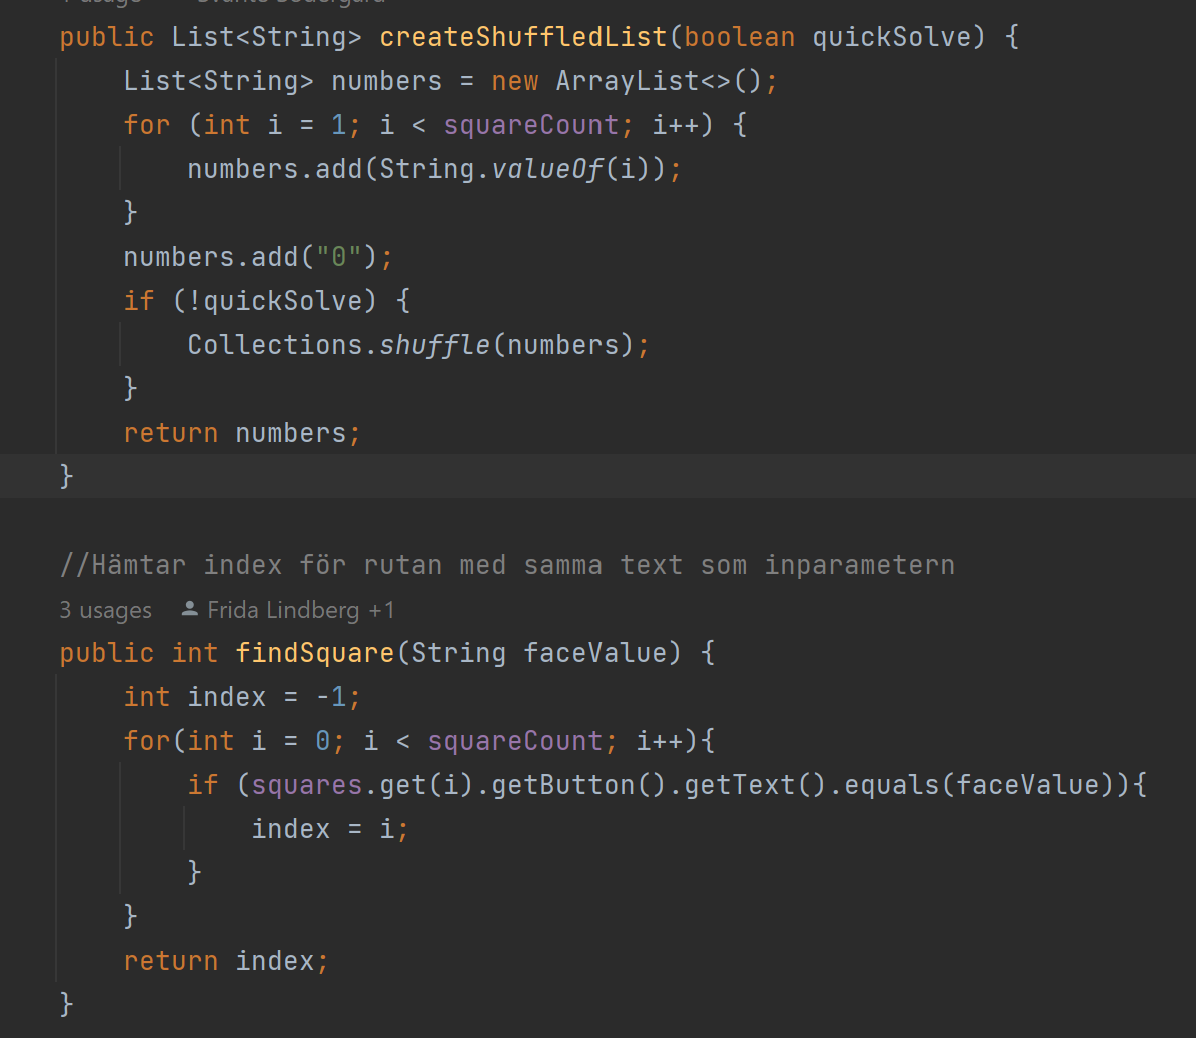 public List<String> createShuffledList(boolean quickSolve) {
List<String> numbers = new ArrayList<>();
for (int i = 1; i < squareCount; i++) {
numbers.add(String.valueOf(i));
}
numbers.add("0");
if (!quickSolve) {
Collections.shuffle(numbers);
}
return numbers;
}
//Hämtar index för rutan med samma text som inparametern
3 usages Frida Lindberg +1
public int findSquare(String faceValue) {
int index = -1;
for(int i = 0; i < squareCount; i++){
if (squares.get(i).getButton().getText().equals(faceValue)){
index = i;
}
}
return index;
}